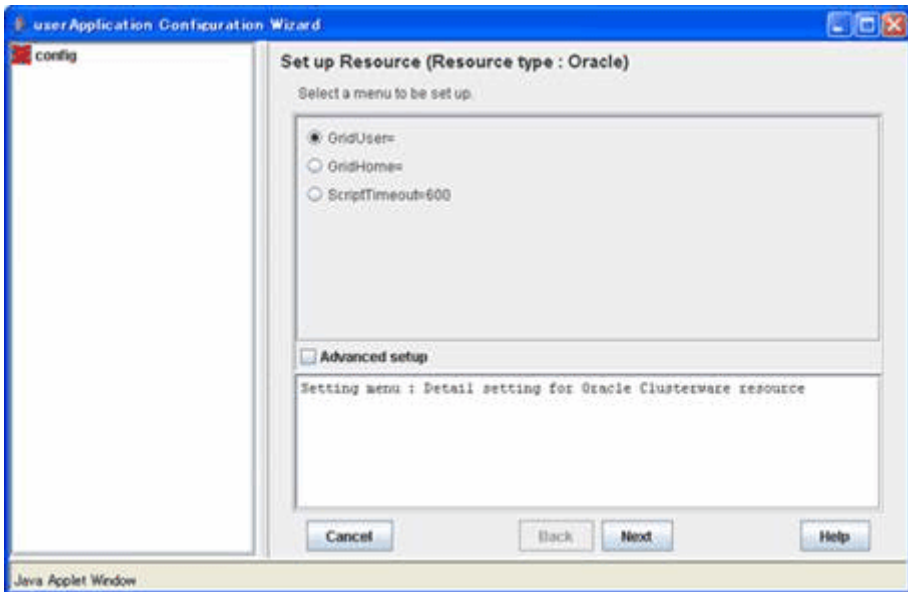 userApplication Configuration Wizard
config
Set up Resource (Resource type : Oracle)
Select a menu to be set up.
GridUser=
GridHome=
ScriptTimeout=600
Advanced setup
Setting menu : Detail setting for Oracle Clusterware resource
Cancel
Back
Next
Help
Java Applet Window